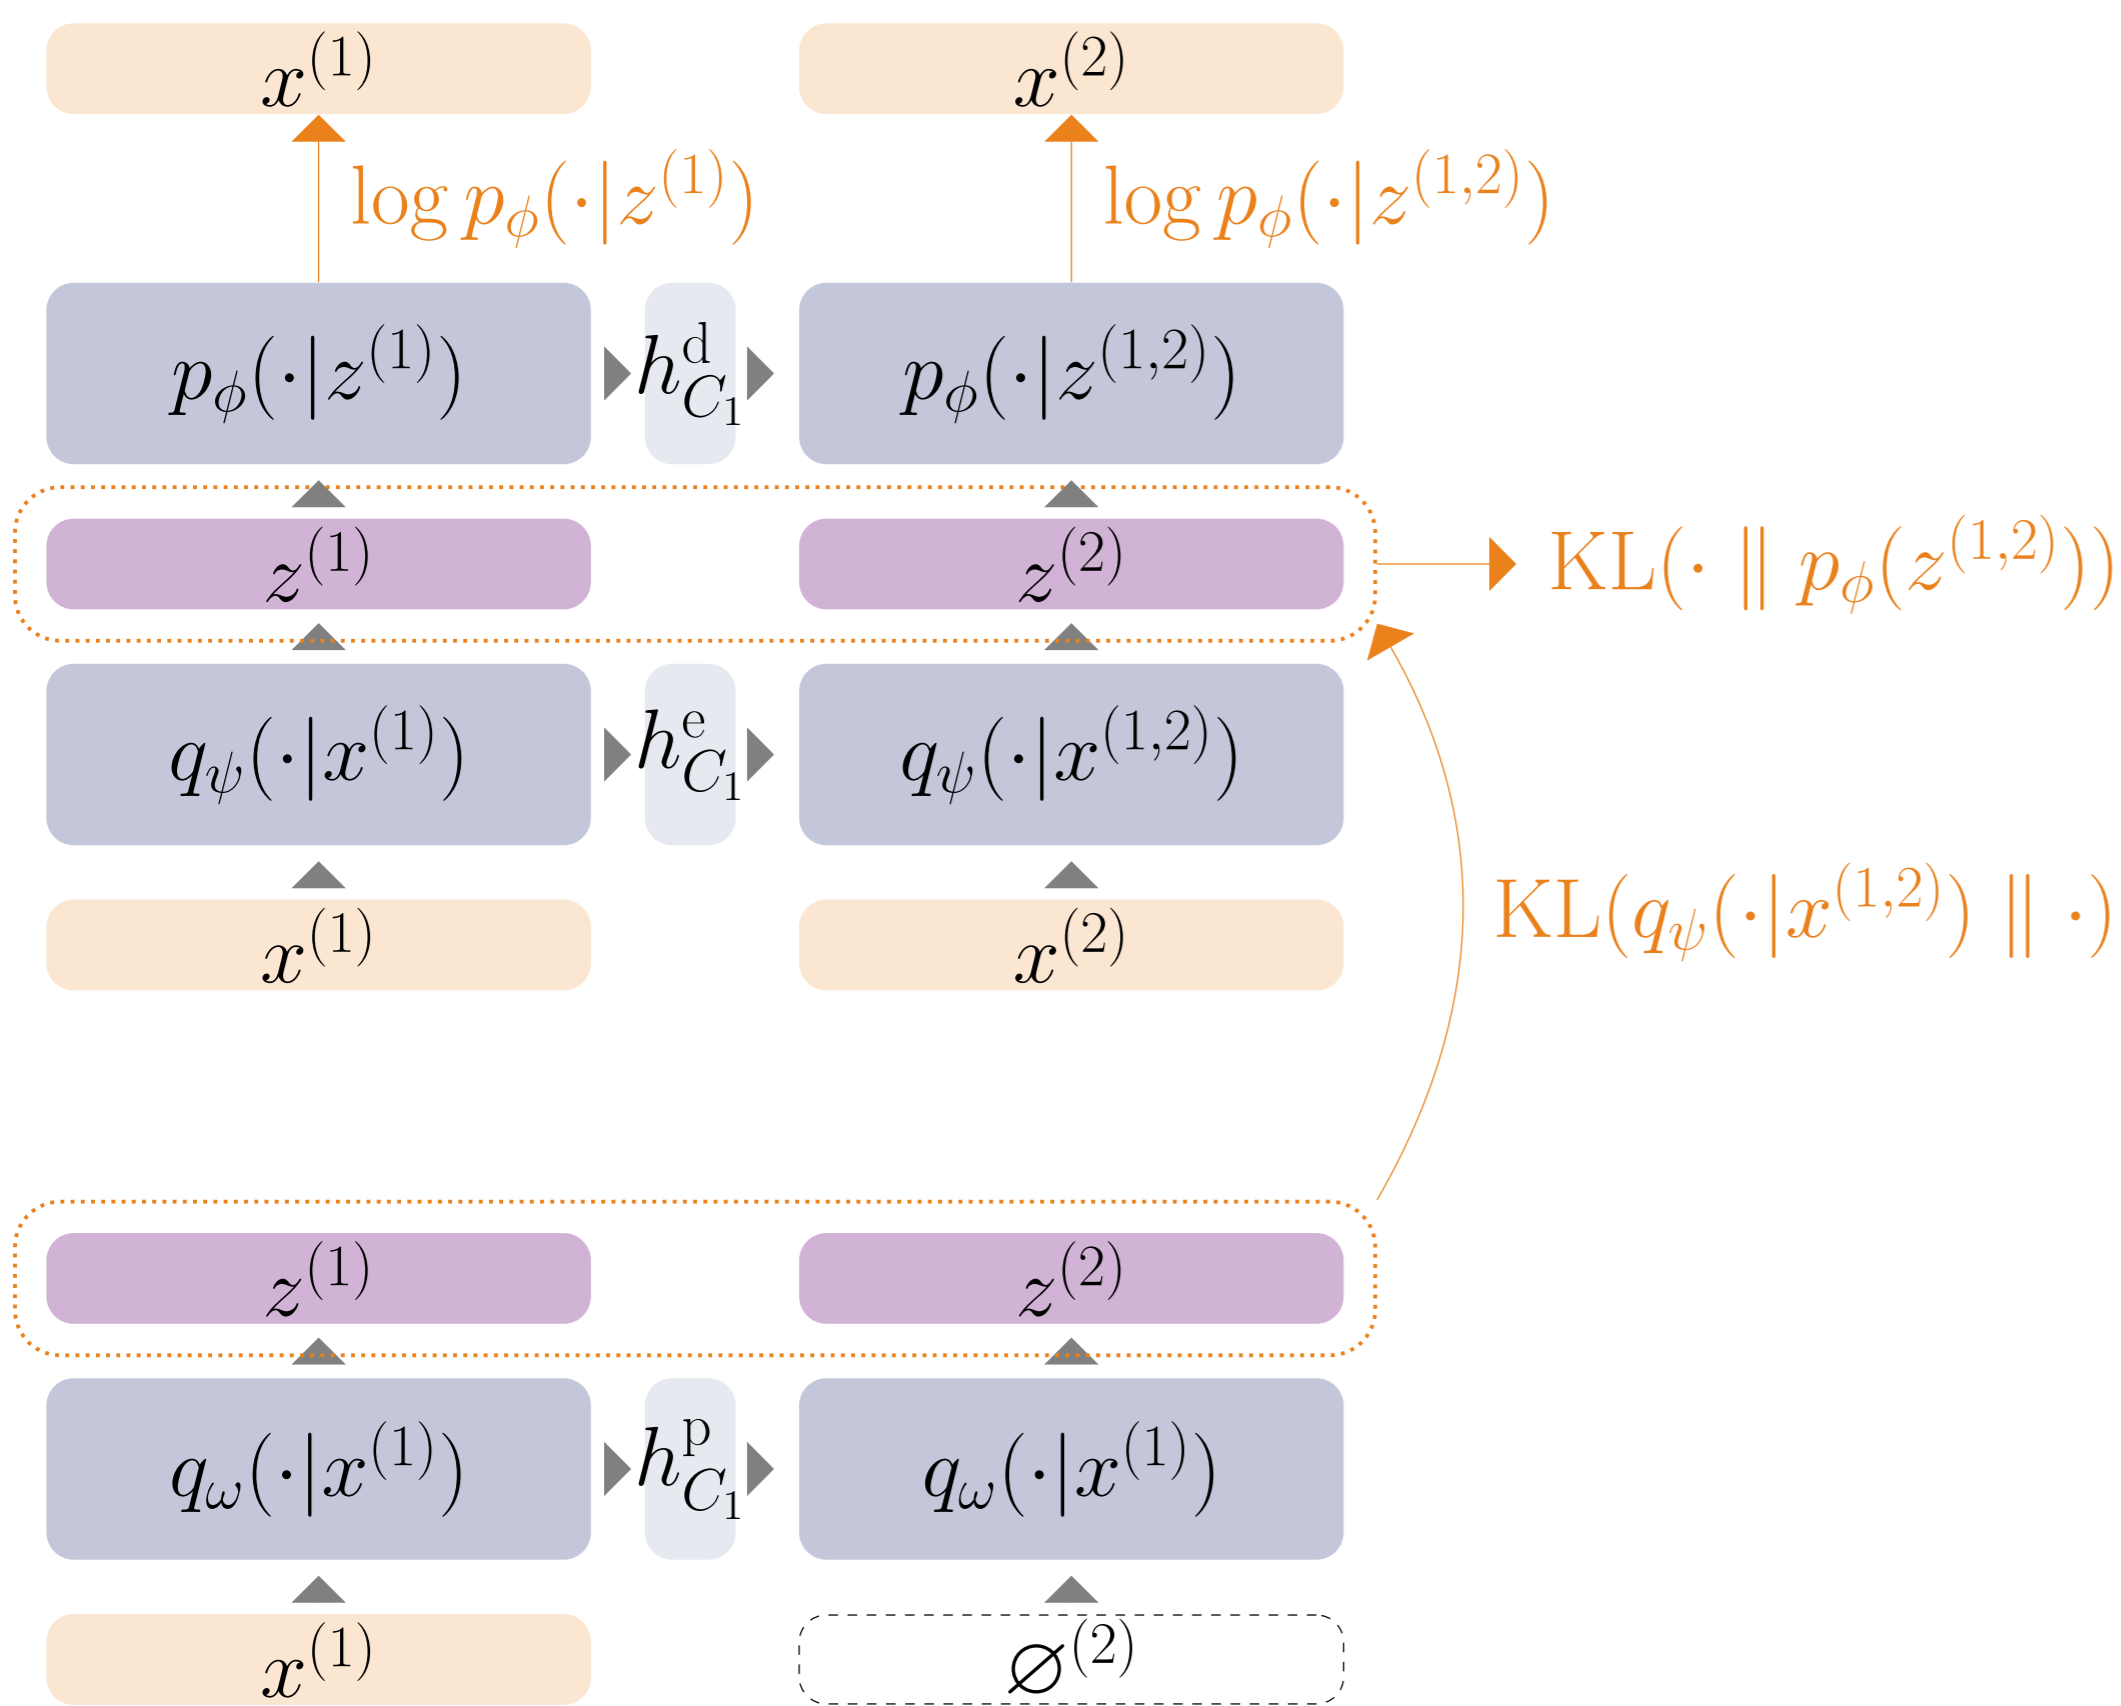 x^{(1)} x^{(2)}
log p_ϕ(·|z^{(1)}) log p_ϕ(·|z^{(1,2)})
p_ϕ(·|z^{(1)}) h^d_{C_1} p_ϕ(·|z^{(1,2)})
z^{(1)} z^{(2)} KL(· ∥ p_ϕ(z^{(1,2)}))
q_ψ(·|x^{(1)}) h^e_{C_1} q_ψ(·|x^{(1,2)})
x^{(1)} x^{(2)} KL(q_ψ(·|x^{(1,2)}) ∥ ·)
z^{(1)} z^{(2)}
q_ω(·|x^{(1)}) h^p_{C_1} q_ω(·|x^{(1)})
x^{(1)} ∅^{(2)}